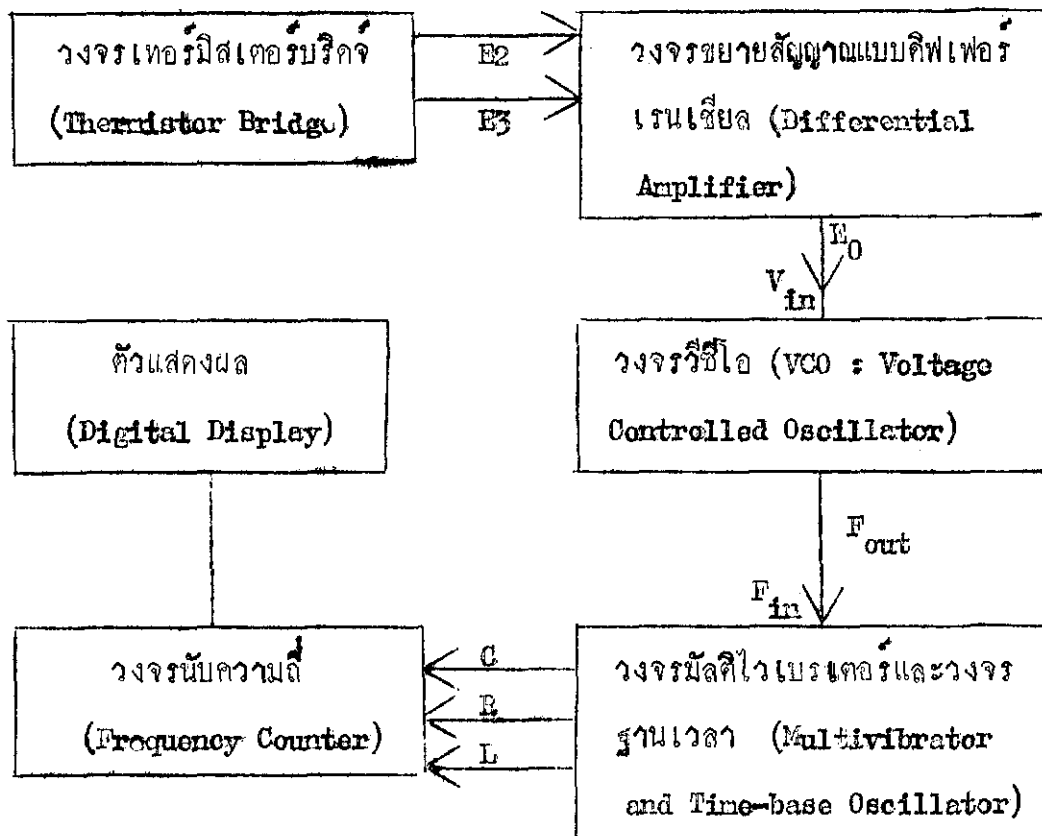 วงจรเทอร์มิสเตอร์บริดจ์
(Thermistor Bridge)
E2
E3
วงจรขยายสัญญาณแบบดิฟเฟอร์
เรนเชียล (Differential
Amplifier)
E0
Vin
วงจรวีซีโอ (VCO : Voltage
Controlled Oscillator)
Fout
Fin
วงจรมัลติไวเบรเตอร์และวงจร
ฐานเวลา (Multivibrator
and Time-base Oscillator)
C
R
L
วงจรนับความถี่
(Frequency Counter)
ตัวแสดงผล
(Digital Display)